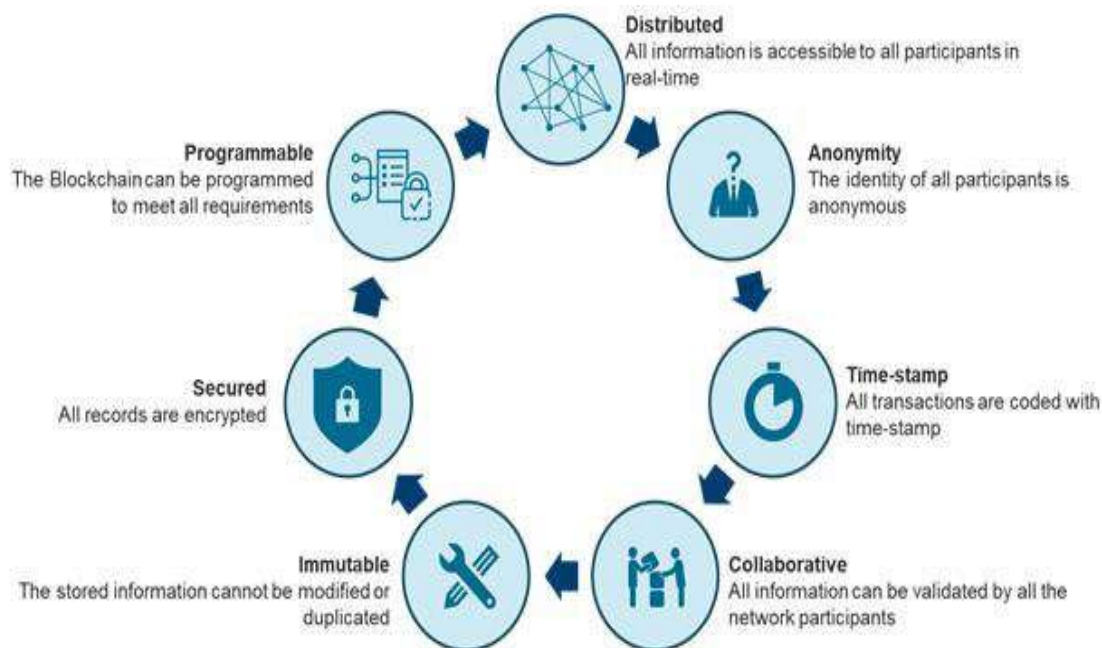 Distributed
All information is accessible to all participants in
real-time
Anonymity
The identity of all participants is
anonymous
Time-stamp
All transactions are coded with
time-stamp
Collaborative
All information can be validated by all the
network participants
Immutable
The stored information cannot be modified or
duplicated
Secured
All records are encrypted
Programmable
The Blockchain can be programmed
to meet all requirements
?